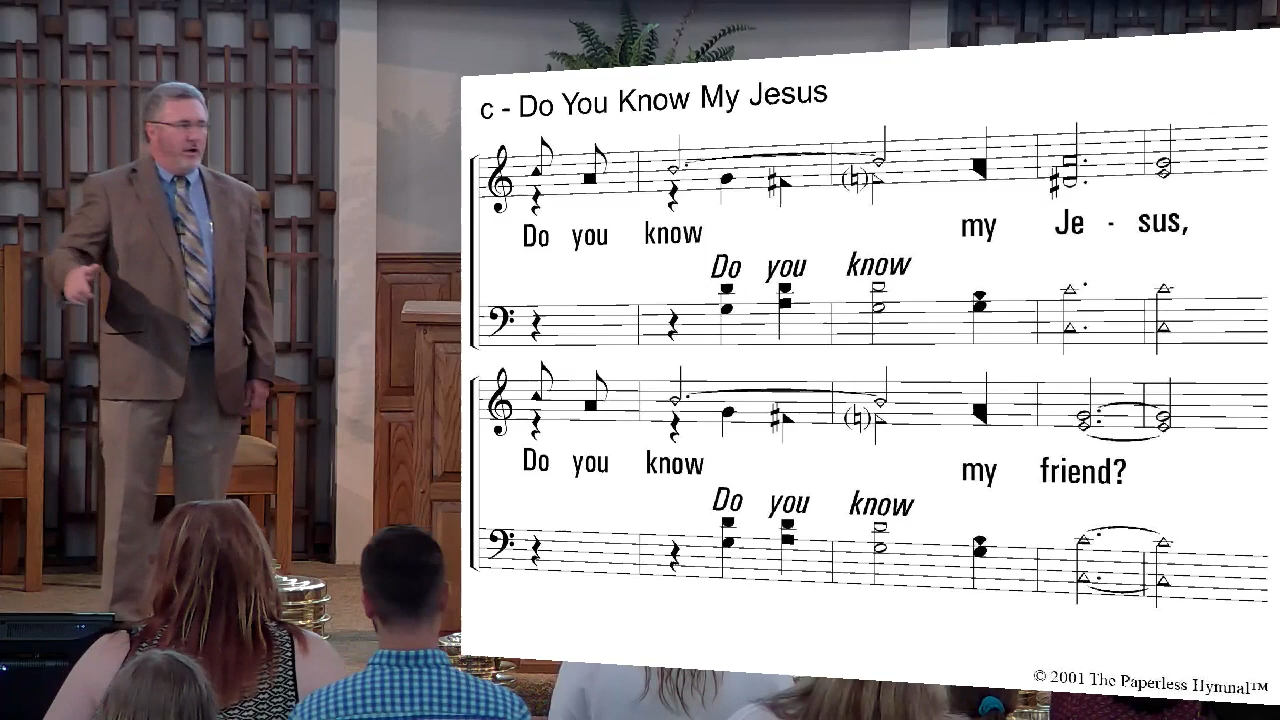 c - Do You Know My Jesus
Do you know my Je - sus,
Do you know
Do you know my friend?
Do you know
© 2001 The Paperless Hymnal™